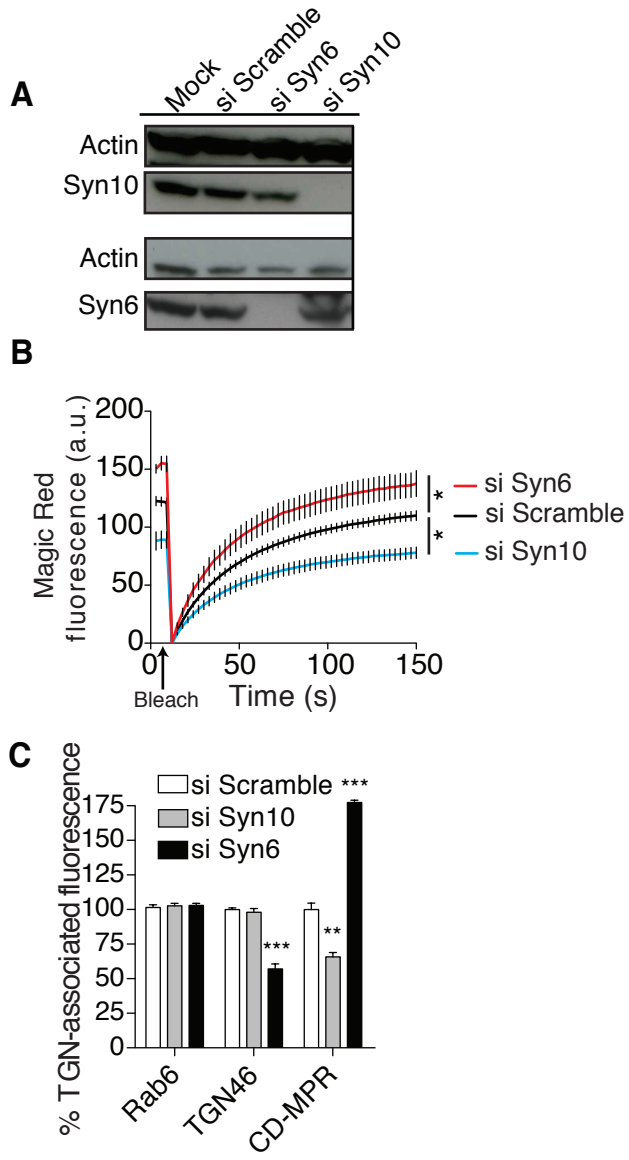 A
Mock
si Scramble
si Syn6
si Syn10
Actin
Syn10
Actin
Syn6
B
Magic Red
fluorescence (a.u.)
200
150
100
50
0
0
50
100
150
Bleach
Time (s)
*
*
si Syn6
si Scramble
si Syn10
C
% TGN-associated fluorescence
175
150
125
100
75
50
25
0
si Scramble
si Syn10
si Syn6
***
**
***
Rab6
TGN46
CD-MPR